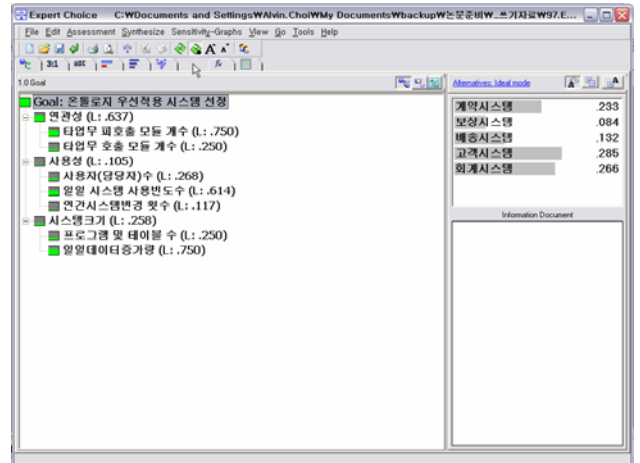 Expert Choice C:₩Documents and Settings₩Alvin.Choi₩My Documents₩backup₩논문준비₩_쓰기자료₩97.E...
File Edit Assessment Synthesize Sensitivity-Graphs View Go Tools Help
3:1 ABC
1.0 Goal
Alternatives: Ideal mode
Goal: 온톨로지 우선적용 시스템 선정
연관성 (L: .637)
타업무 피호출 모듈 개수 (L: .750)
타업무 호출 모듈 개수 (L: .250)
사용성 (L: .105)
사용자(담당자)수 (L: .268)
일일 시스템 사용빈도수 (L: .614)
연간시스템변경 횟수 (L: .117)
시스템크기 (L: .258)
프로그램 및 테이블 수 (L: .250)
일일데이터증가량 (L: .750)
계약시스템 .233
보상시스템 .084
배송시스템 .132
고객시스템 .285
회계시스템 .266
Information Document